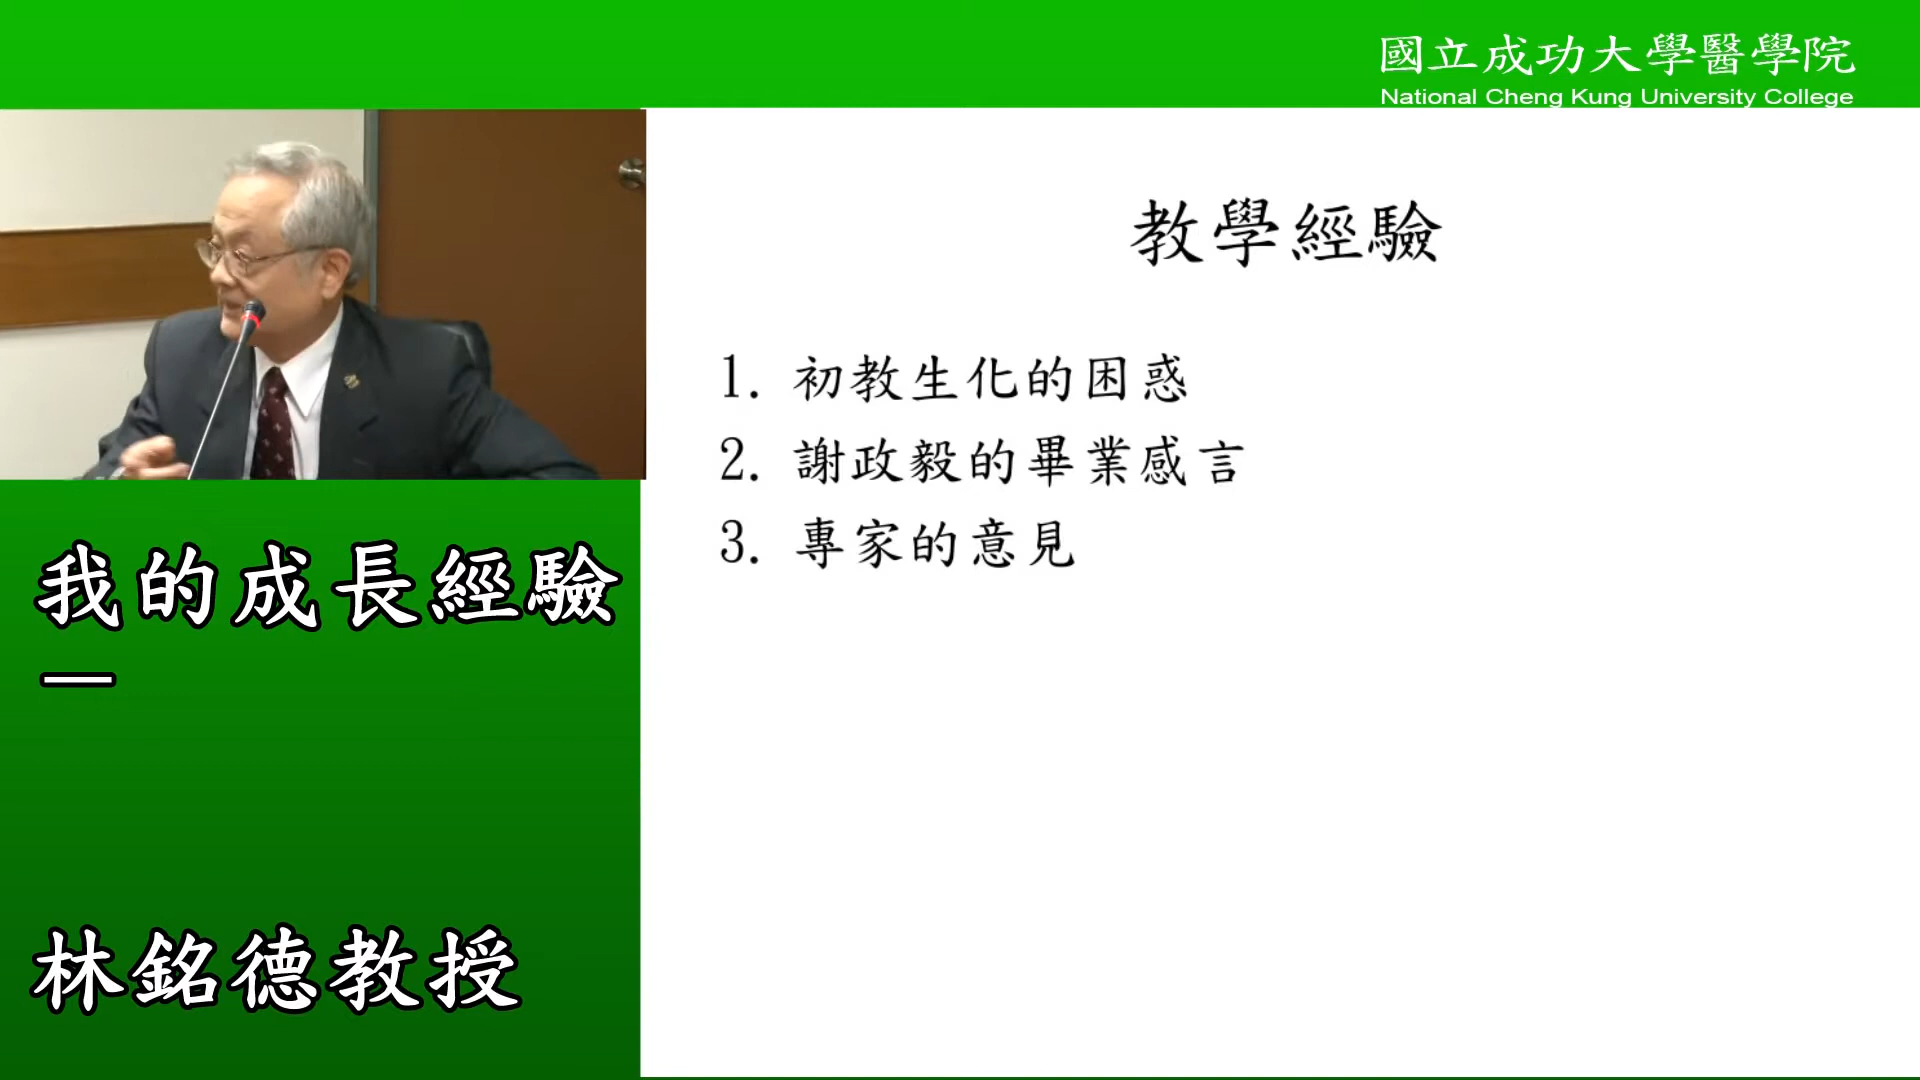 國立成功大學醫學院
National Cheng Kung University College
教學經驗
1. 初教生化的困惑
2. 謝政毅的畢業感言
3. 專家的意見
我的成長經驗
一
林銘德教授